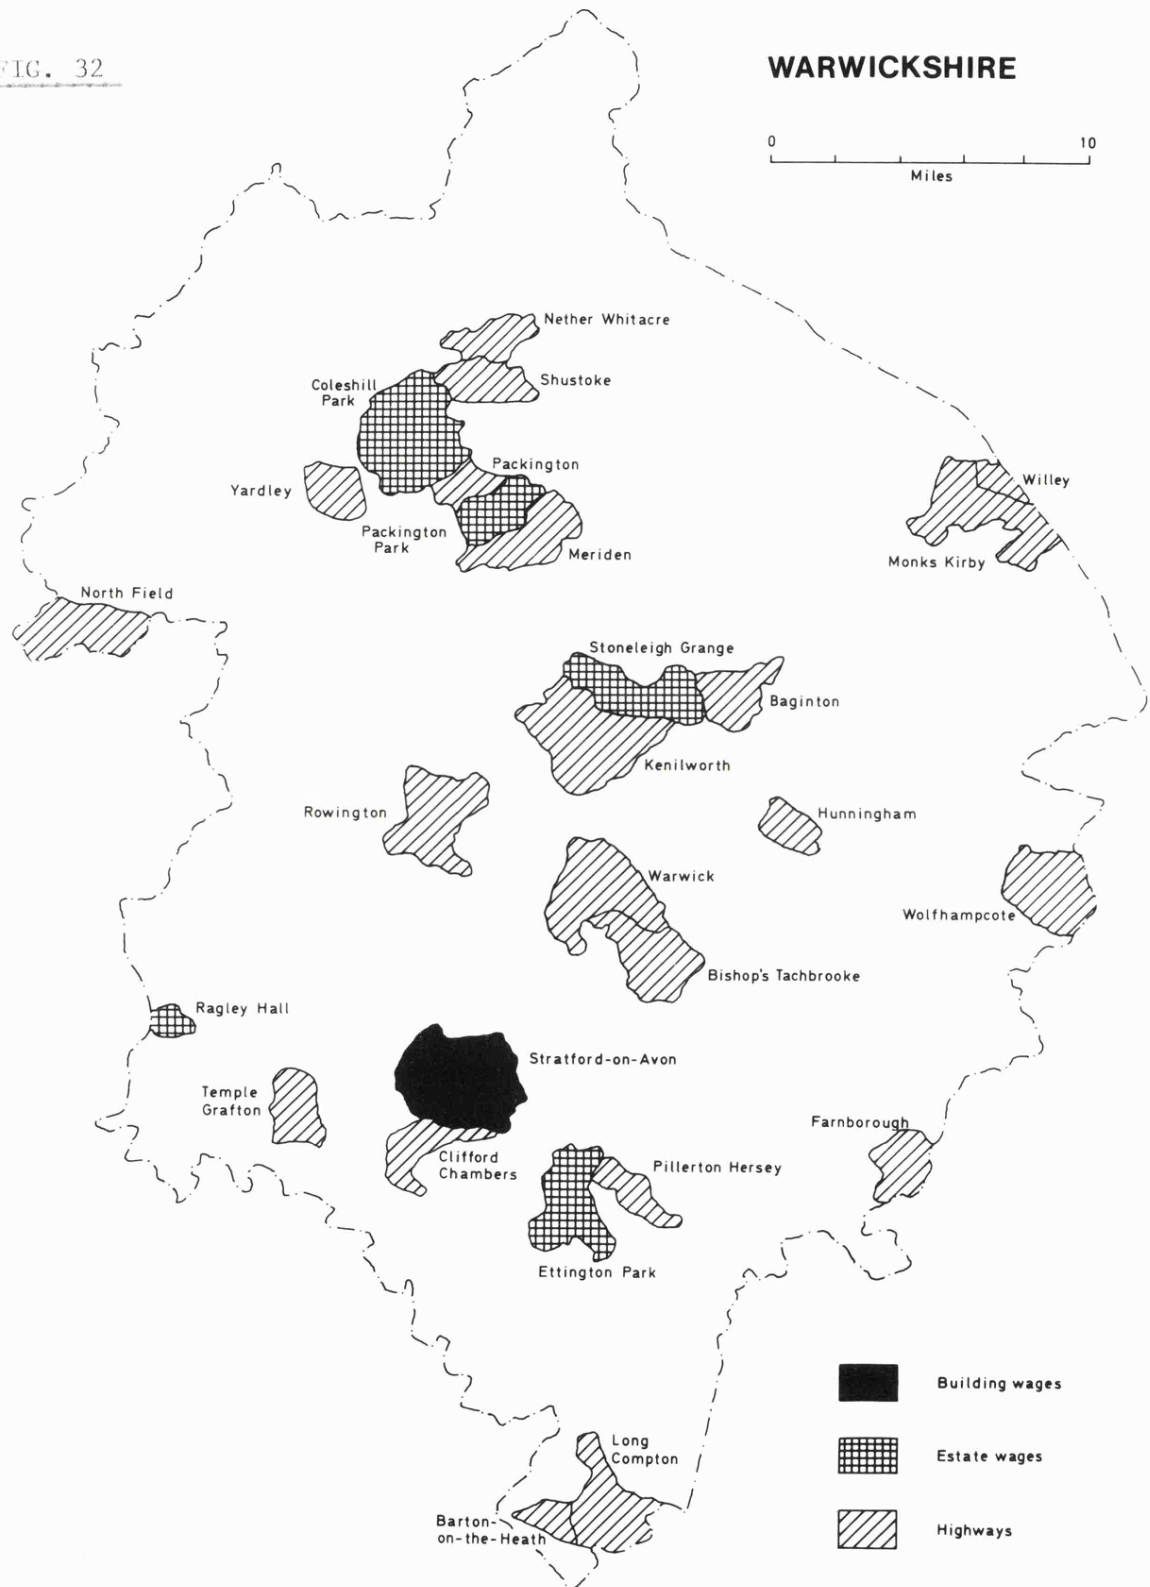 FIG. 32
WARWICKSHIRE
0 10
Miles
Nether Whitacre
Shustoke
Coleshill
Park
Packington
Yardley
Willey
Packington
Park
Meriden
Monks Kirby
North Field
Stoneleigh Grange
Baginton
Kenilworth
Rowington
Hunningham
Warwick
Wolfhampcote
Bishop's Tachbrooke
Ragley Hall
Stratford-on-Avon
Temple
Grafton
Farnborough
Clifford
Chambers
Pillerton Hersey
Ettington Park
Building wages
Long
Compton
Estate wages
Barton-
on-the-Heath
Highways